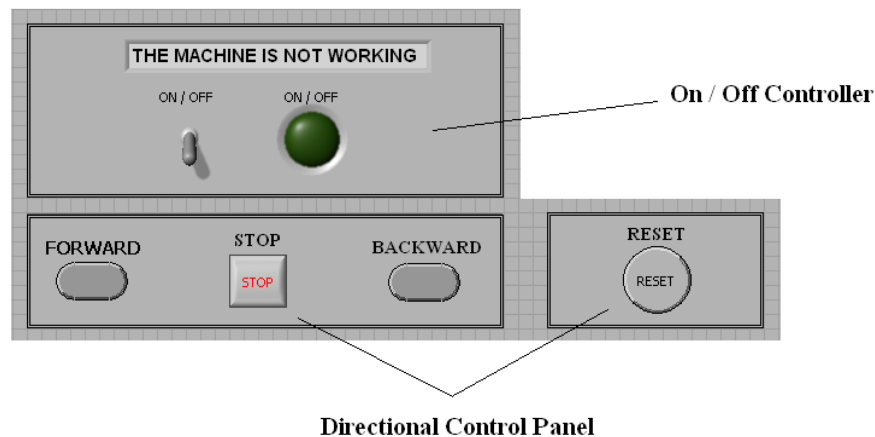 THE MACHINE IS NOT WORKING
ON / OFF ON / OFF
On / Off Controller
FORWARD STOP BACKWARD
STOP
RESET
RESET
Directional Control Panel